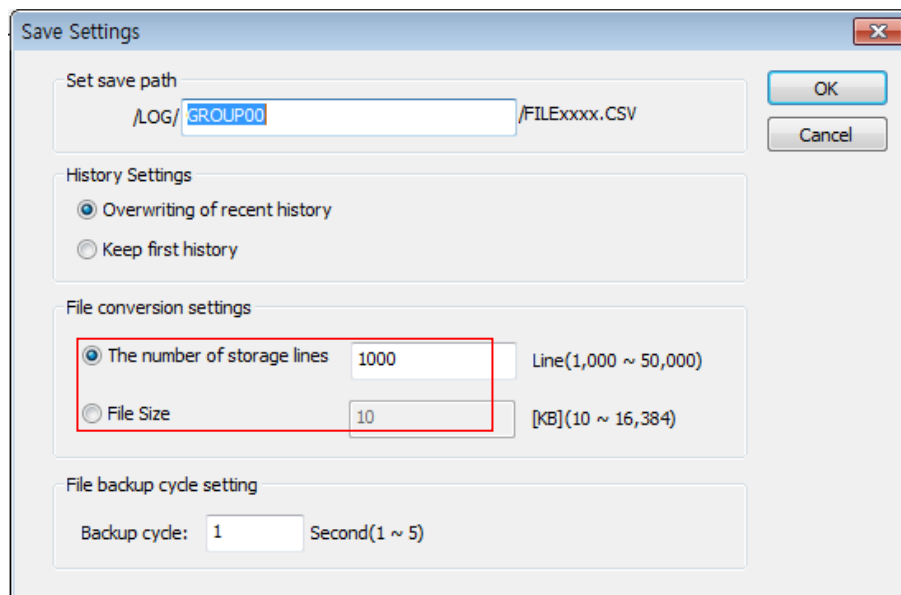 Save Settings
Set save path
/LOG/ GROUP00 /FILExxxx.CSV
OK
Cancel
History Settings
Overwriting of recent history
Keep first history
File conversion settings
The number of storage lines 1000 Line(1,000 ~ 50,000)
File Size 10 [KB](10 ~ 16,384)
File backup cycle setting
Backup cycle: 1 Second(1 ~ 5)